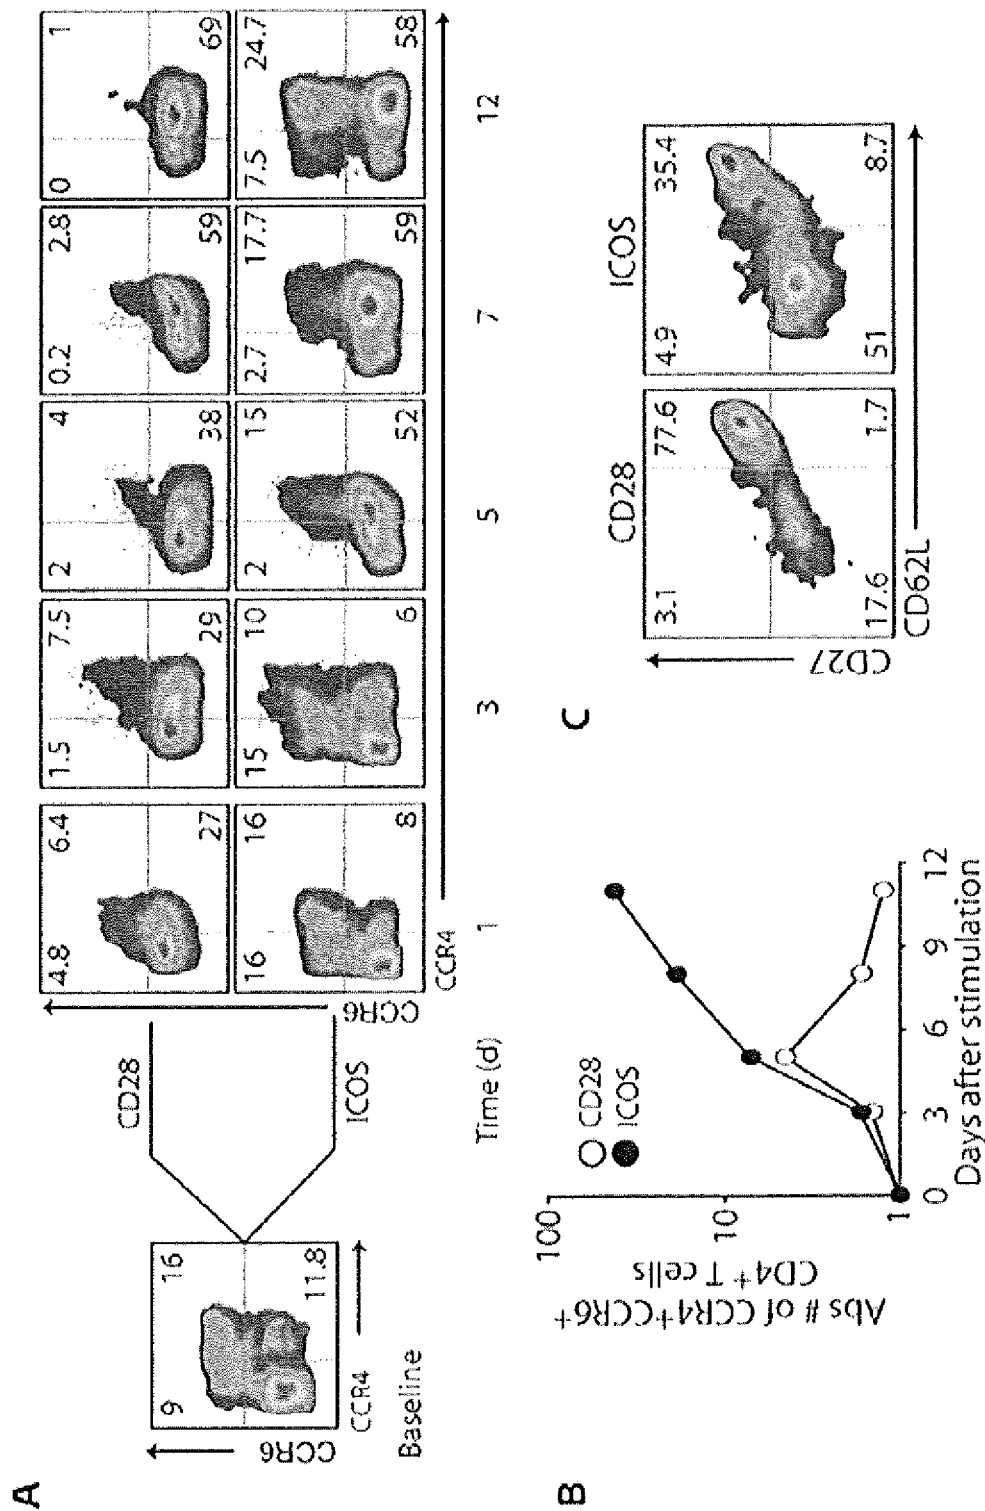 A
CCR6
9
16
11.8
CCR4
Baseline
CD28
ICOS
CCR6
4.8
6.4
27
1.5
7.5
29
2
4
38
0.2
2.8
59
0
1
69
16
16
8
15
10
6
2
15
52
2.7
17.7
59
7.5
24.7
58
CCR4
Time (d)
1
3
5
7
12
B
Abs # of CCR4+CCR6+
CD4+ T cells
100
10
1
CD28
ICOS
0
3
6
9
12
Days after stimulation
C
CD28
ICOS
CD27
3.1
77.6
17.6
1.7
4.9
35.4
51
8.7
CD62L